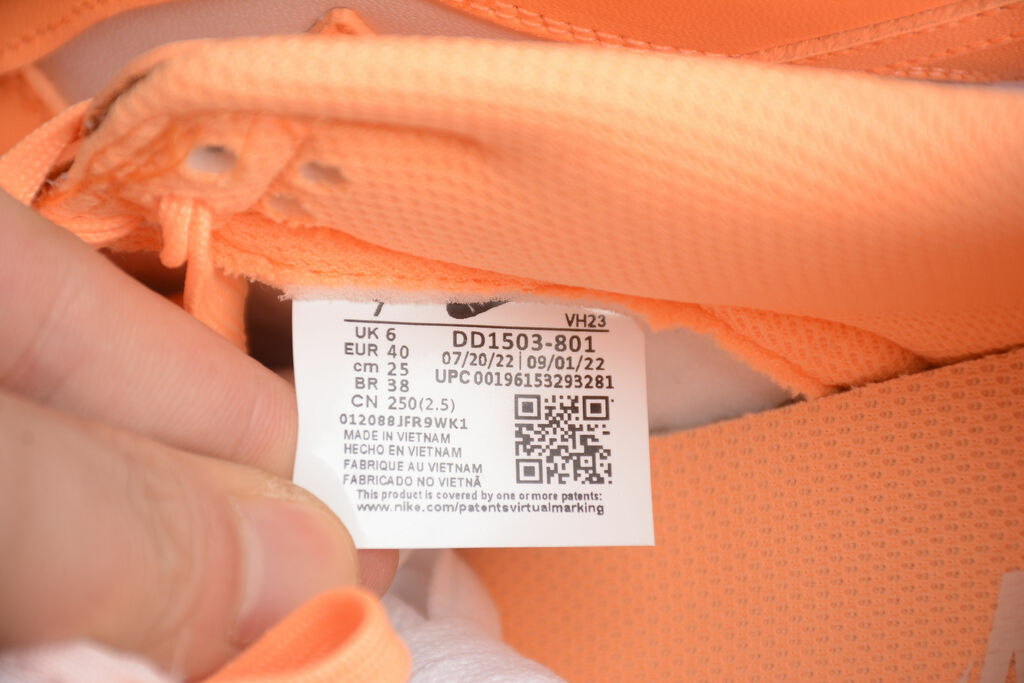 7
VH23
UK 6
EUR 40
cm 25
BR 38
CN 250(2.5)
DD1503-801
07/20/22 | 09/01/22
UPC 00196153293281
012088JFR9WK1
MADE IN VIETNAM
HECHO EN VIETNAM
FABRIQUE AU VIETNAM
FABRICADO NO VIETNÃ
This product is covered by one or more patents:
www.nike.com/patentsvirtualmarking